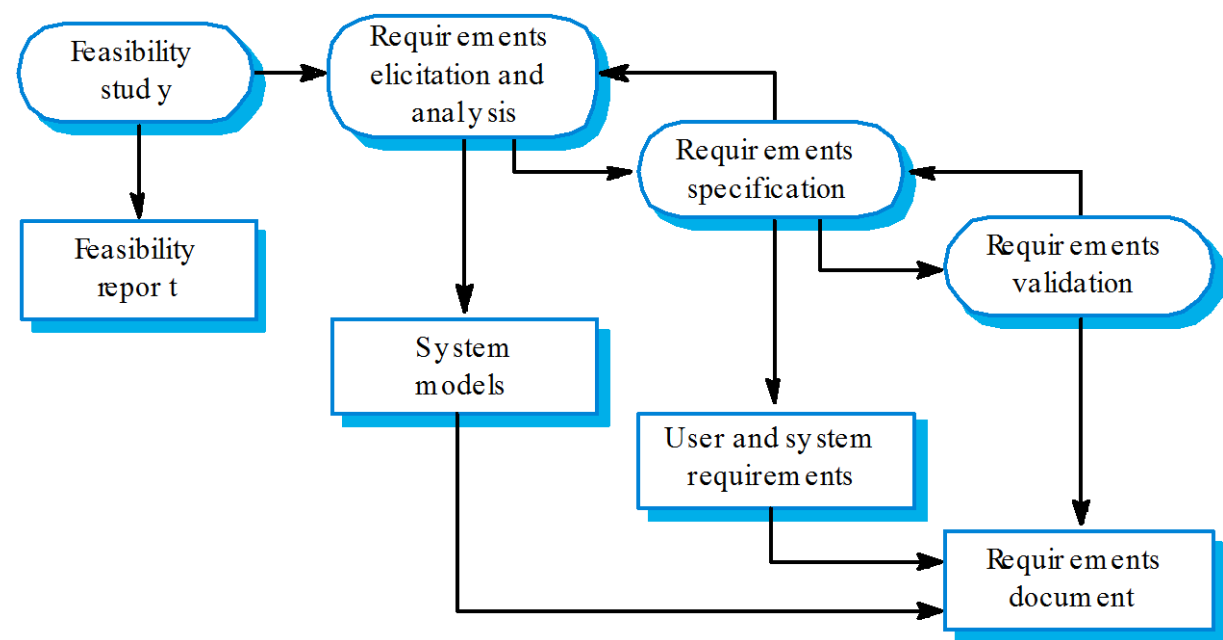 Feasibility
study
Requirements
elicitation and
analysis
Requirements
specification
Requirements
validation
Feasibility
report
System
models
User and system
requirements
Requirements
document